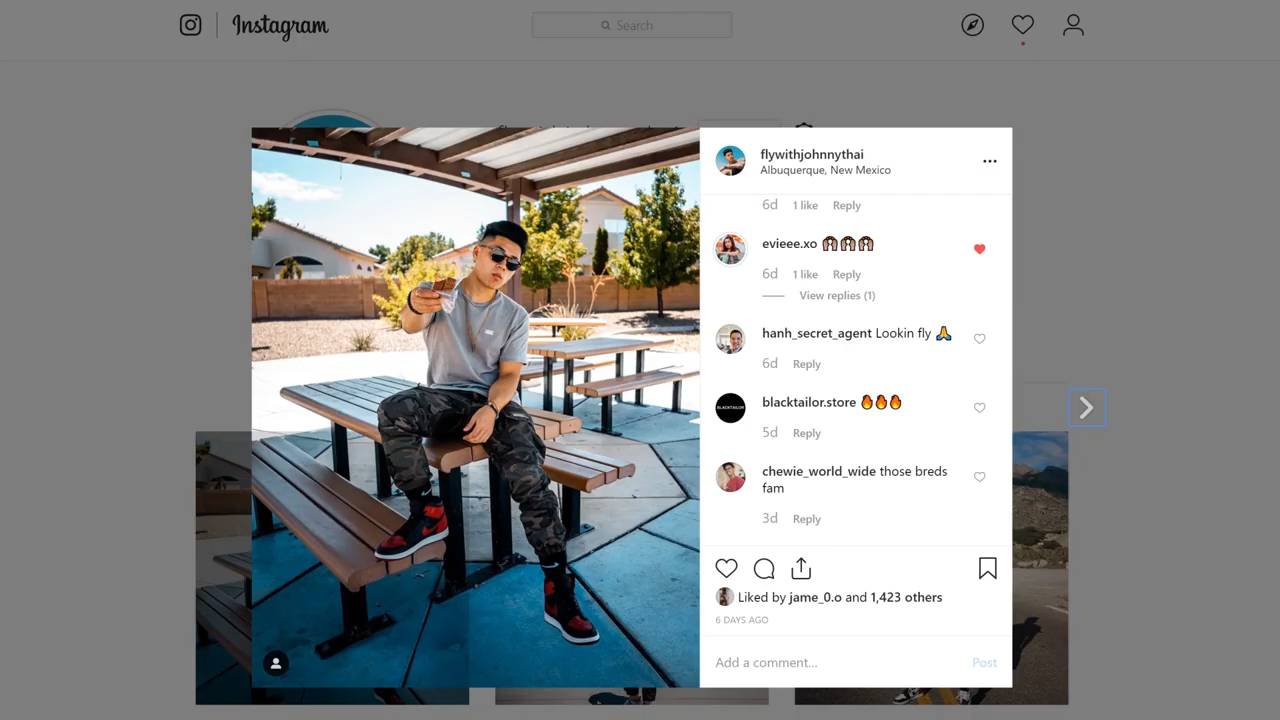 Instagram
Search
flywithjohnnythai
Albuquerque, New Mexico
6d 1 like Reply
evieee.xo 🙈🙈🙈
6d 1 like Reply
View replies (1)
hanh_secret_agent Lookin fly 🙏
6d Reply
BLACKTAILOR
blacktailor.store 🔥🔥🔥
5d Reply
chewie_world_wide those breds
fam
3d Reply
Liked by jame_0.o and 1,423 others
6 DAYS AGO
Add a comment... Post